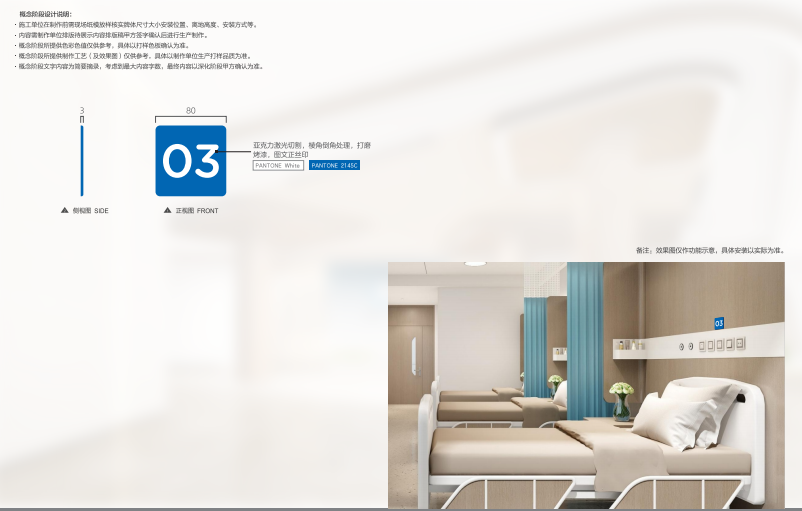 概念阶段设计说明:
· 施工单位在制作前需现场纸模放样核实牌体尺寸大小安装位置、离地高度、安装方式等。
· 内容需制作单位排版待展示内容排版稿甲方签字确认后进行生产制作。
· 概念阶段所提供色彩色值仅供参考，具体以打样色板确认为准。
· 概念阶段所提供制作工艺（及效果图）仅供参考，具体以制作单位生产打样品质为准。
· 概念阶段文字内容为简要摘录，考虑到最大内容字数，最终内容以深化阶段甲方确认为准。
3
80
03
亚克力激光切割，棱角倒角处理，打磨
烤漆，图文正丝印
PANTONE White PANTONE 2145C
侧视图 SIDE
正视图 FRONT
备注：效果图仅作功能示意，具体安装以实际为准。
03